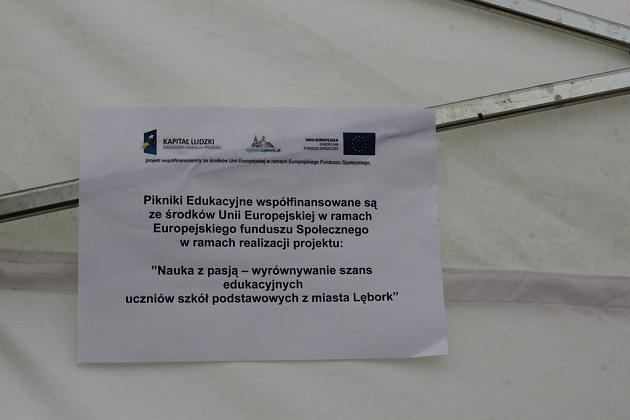 KAPITAŁ LUDZKI
NARODOWA STRATEGIA SPÓJNOŚCI
UNIA EUROPEJSKA
EUROPEJSKI
FUNDUSZ SPOŁECZNY
projekt współfinansowany ze środków Unii Europejskiej w ramach Europejskiego Funduszu Społecznego,
Pikniki Edukacyjne współfinansowane są
ze środków Unii Europejskiej w ramach
Europejskiego funduszu Społecznego
w ramach realizacji projektu:
"Nauka z pasją – wyrównywanie szans
edukacyjnych
uczniów szkół podstawowych z miasta Lębork”